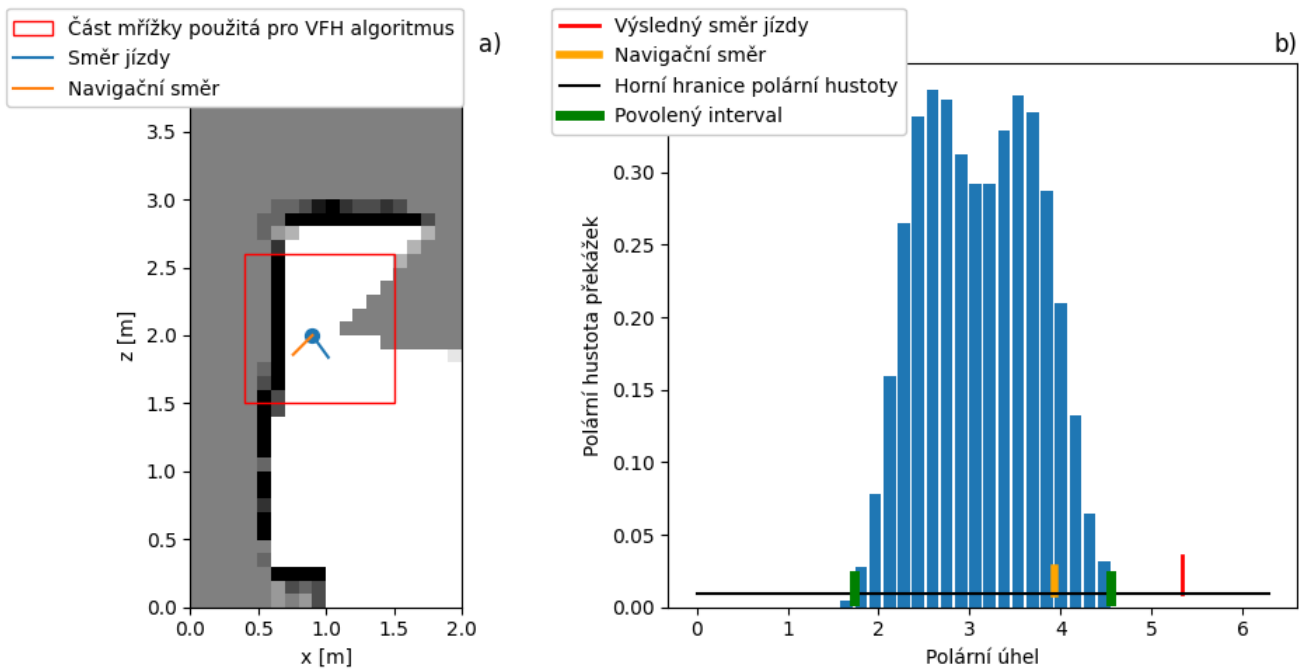 Část mřížky použitá pro VFH algoritmus
Směr jízdy
Navigační směr
a)
3.5
3.0
2.5
2.0
1.5
1.0
0.5
0.0
z [m]
0.0 0.5 1.0 1.5 2.0
x [m]
Výsledný směr jízdy
Navigační směr
Horní hranice polární hustoty
Povolený interval
b)
0.30
0.25
0.20
0.15
0.10
0.05
0.00
Polární hustota překážek
0 1 2 3 4 5 6
Polární úhel